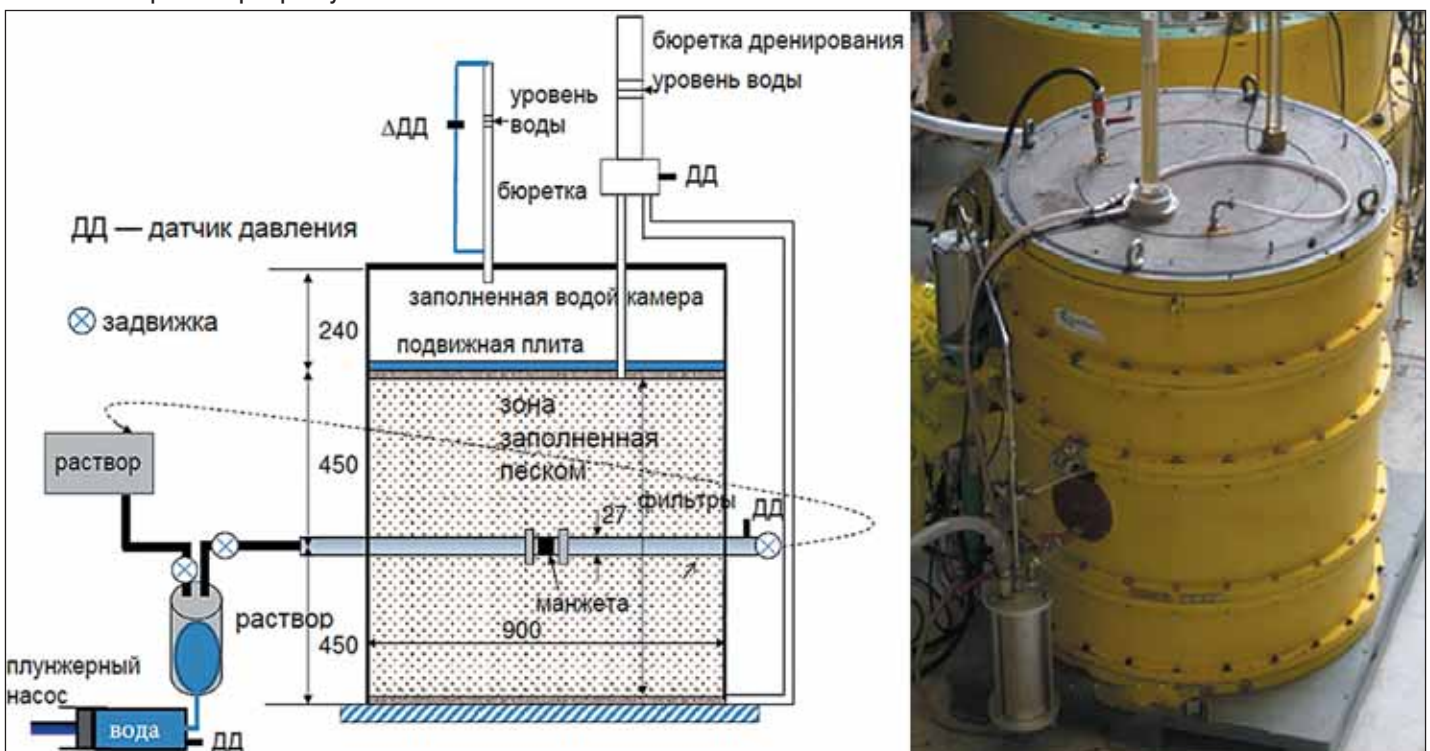 бюретка дренирования
уровень воды
уровень
воды
ΔДД
ДД
бюретка
ДД — датчик давления
заполненная водой камера
задвижка
240
подвижная плита
зона
заполненная
песком
раствор
450
фильтры
ДД
27
манжета
раствор
900
450
плунжерный
насос
вода
ДД